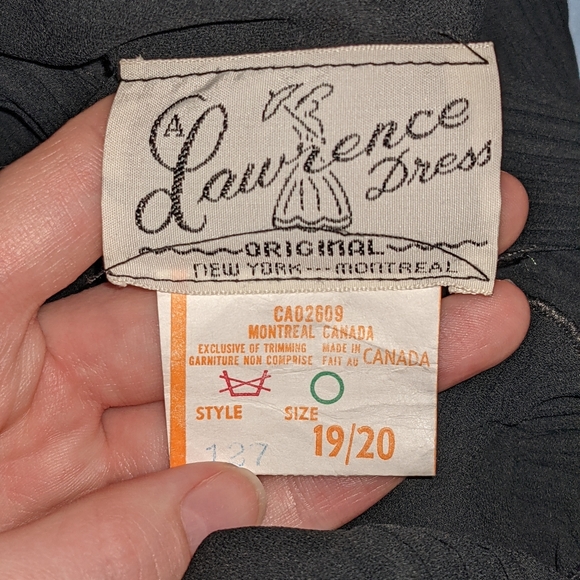 A
Lawrence
Dress
ORIGINAL
NEW YORK --- MONTREAL
CA02609
MONTREAL CANADA
EXCLUSIVE OF TRIMMING MADE IN
GARNITURE NON COMPRISE FAIT AU CANADA
STYLE SIZE
127 19/20